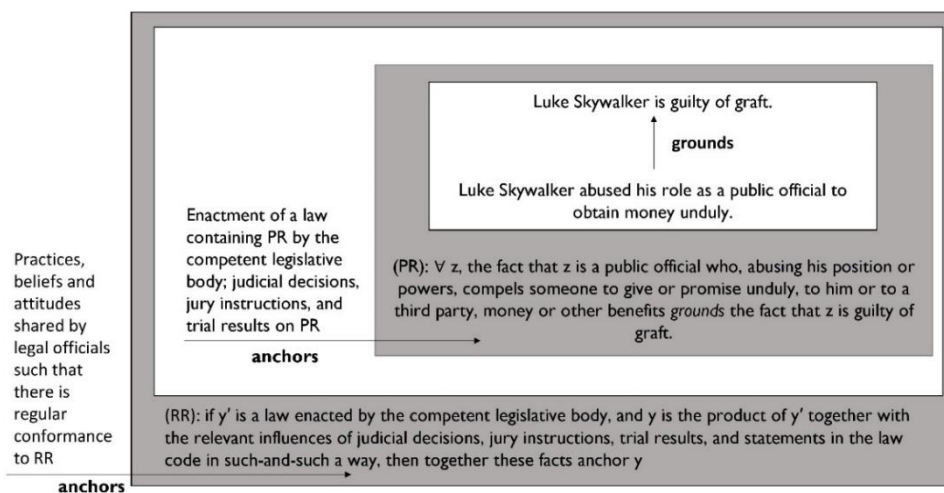 Luke Skywalker is guilty of graft.
grounds
Luke Skywalker abused his role as a public official to
obtain money unduly.
(PR): ∀ z, the fact that z is a public official who, abusing his position or
powers, compels someone to give or promise unduly, to him or to a
third party, money or other benefits grounds the fact that z is guilty of
graft.
Enactment of a law
containing PR by the
competent legislative
body; judicial decisions,
jury instructions, and
trial results on PR
anchors
(RR): if y' is a law enacted by the competent legislative body, and y is the product of y' together with
the relevant influences of judicial decisions, jury instructions, trial results, and statements in the law
code in such-and-such a way, then together these facts anchor y
Practices,
beliefs and
attitudes
shared by
legal officials
such that
there is
regular
conformance
to RR
anchors